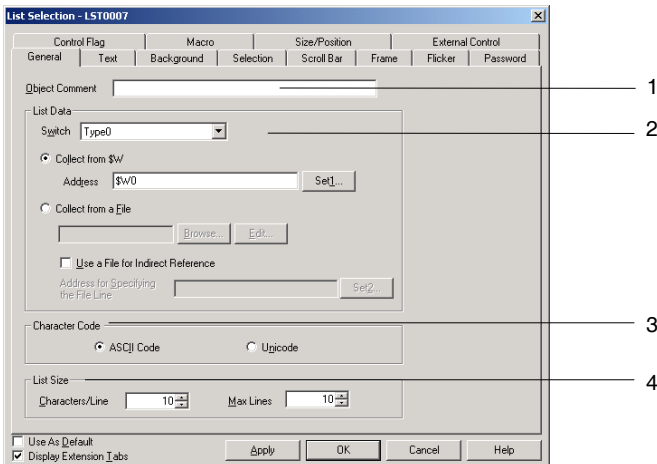 List Selection - LST0007
Control Flag Macro Size/Position External Control
General Text Background Selection Scroll Bar Frame Flicker Password
Object Comment 1
List Data
Switch Type0 2
Collect from $W
Address $W0 Set1...
Collect from a File
Browse... Edit...
Use a File for Indirect Reference
Address for Specifying
the File Line Set2...
Character Code 3
ASCII Code Unicode
List Size 4
Characters/Line 10 Max Lines 10
Use As Default
Display Extension Tabs Apply OK Cancel Help